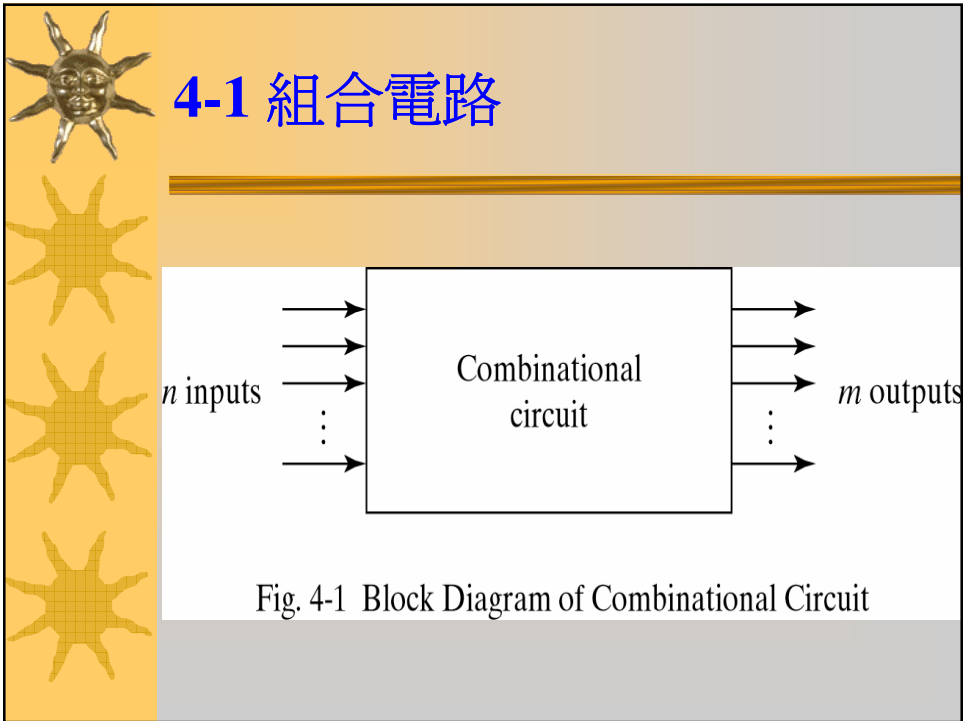 4-1 組合電路
n inputs
Combinational
circuit
m outputs
Fig. 4-1 Block Diagram of Combinational Circuit